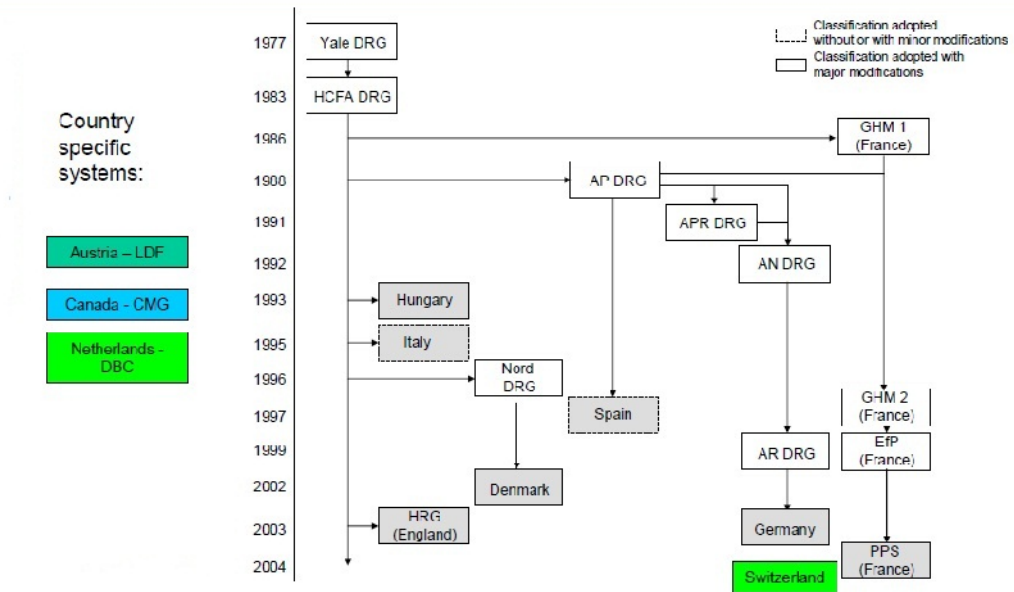 Classification adopted
without or with minor modifications
Classification adopted with
major modifications
Country
specific
systems:
Austria – LDF
Canada - CMG
Netherlands -
DBC
1977
Yale DRG
1983
HCFA DRG
1986
GHM 1
(France)
1988
AP DRG
1991
APR DRG
1992
AN DRG
1993
Hungary
1995
Italy
1996
Nord
DRG
1997
Spain
GHM 2
(France)
1999
AR DRG
EfP
(France)
2002
Denmark
2003
HRG
(England)
Germany
2004
PPS
(France)
Switzerland